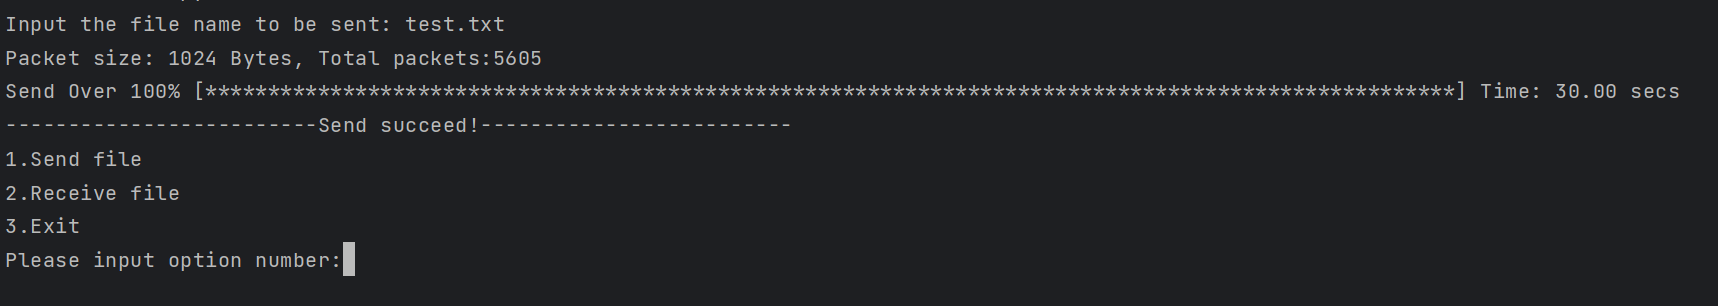 Input the file name to be sent: test.txt
Packet size: 1024 Bytes, Total packets:5605
Send Over 100% [****************************************************************************************************] Time: 30.00 secs
-------------------------Send succeed!-------------------------
1.Send file
2.Receive file
3.Exit
Please input option number: